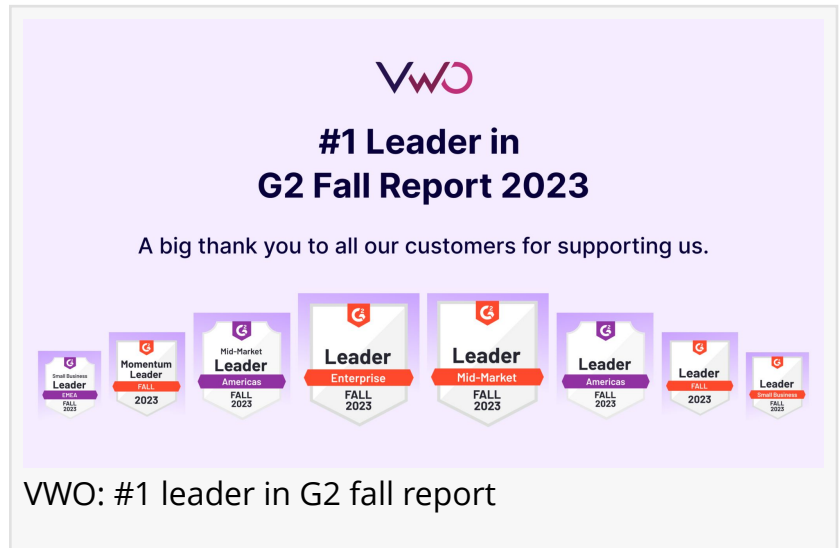 VWO
#1 Leader in
G2 Fall Report 2023
A big thank you to all our customers for supporting us.
Small Business
Leader
EMEA
FALL
2023
Momentum
Leader
FALL
2023
Mid-Market
Leader
Americas
FALL
2023
Leader
Enterprise
FALL
2023
Leader
Mid-Market
FALL
2023
Leader
Americas
FALL
2023
Leader
FALL
2023
Leader
Small Business
FALL
2023
VWO: #1 leader in G2 fall report